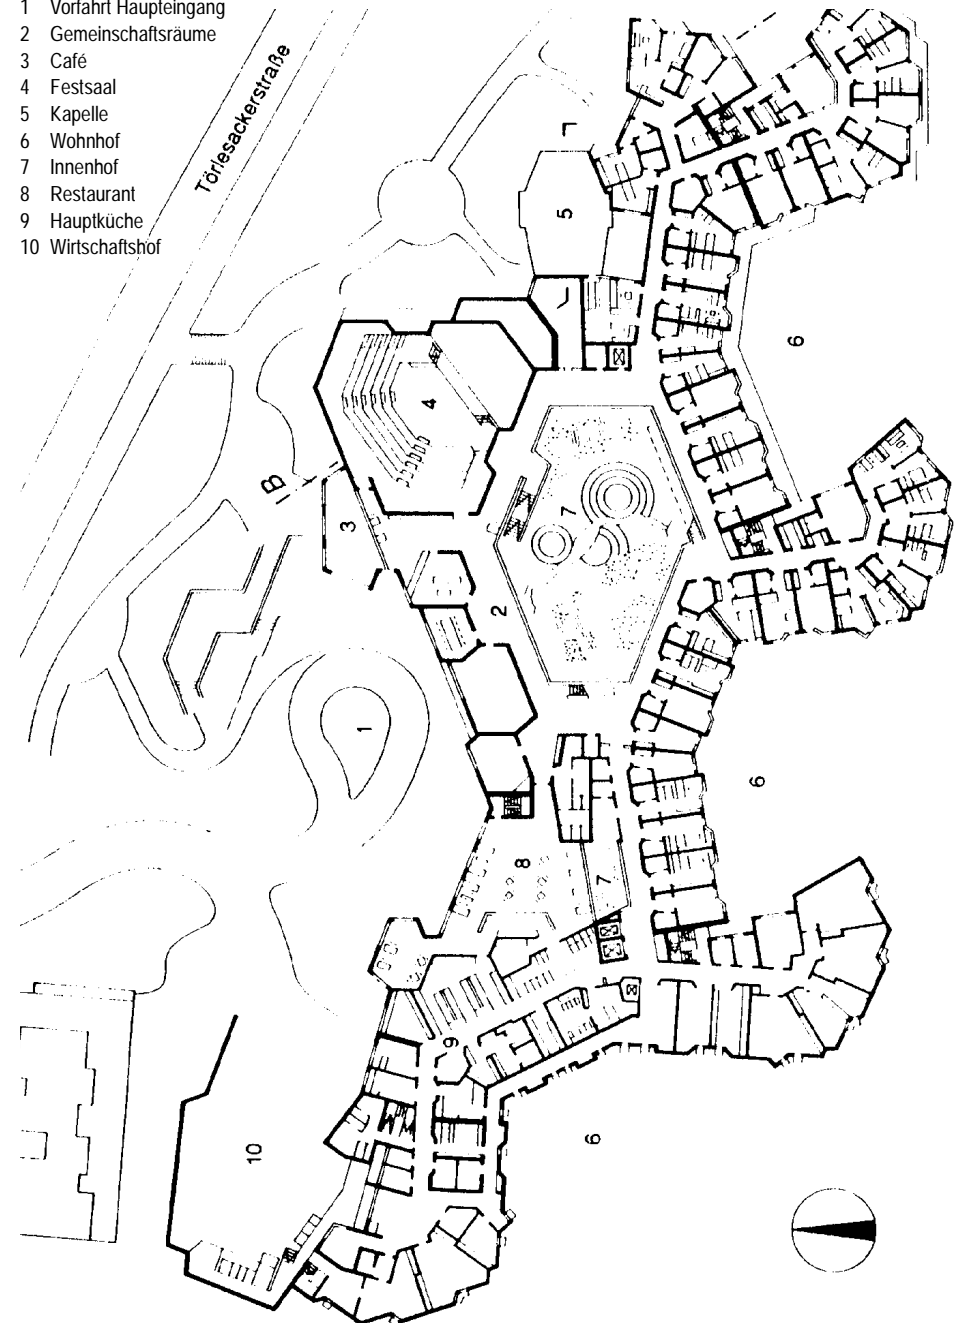 1 Vorfahrt Haupteingang
2 Gemeinschaftsräume
3 Café
4 Festsaal
5 Kapelle
6 Wohnhof
7 Innenhof
8 Restaurant
9 Hauptküche
10 Wirtschaftshof
Törlesackerstraße
5
6
4
B
3
7
2
1
6
8
7
9
10
6